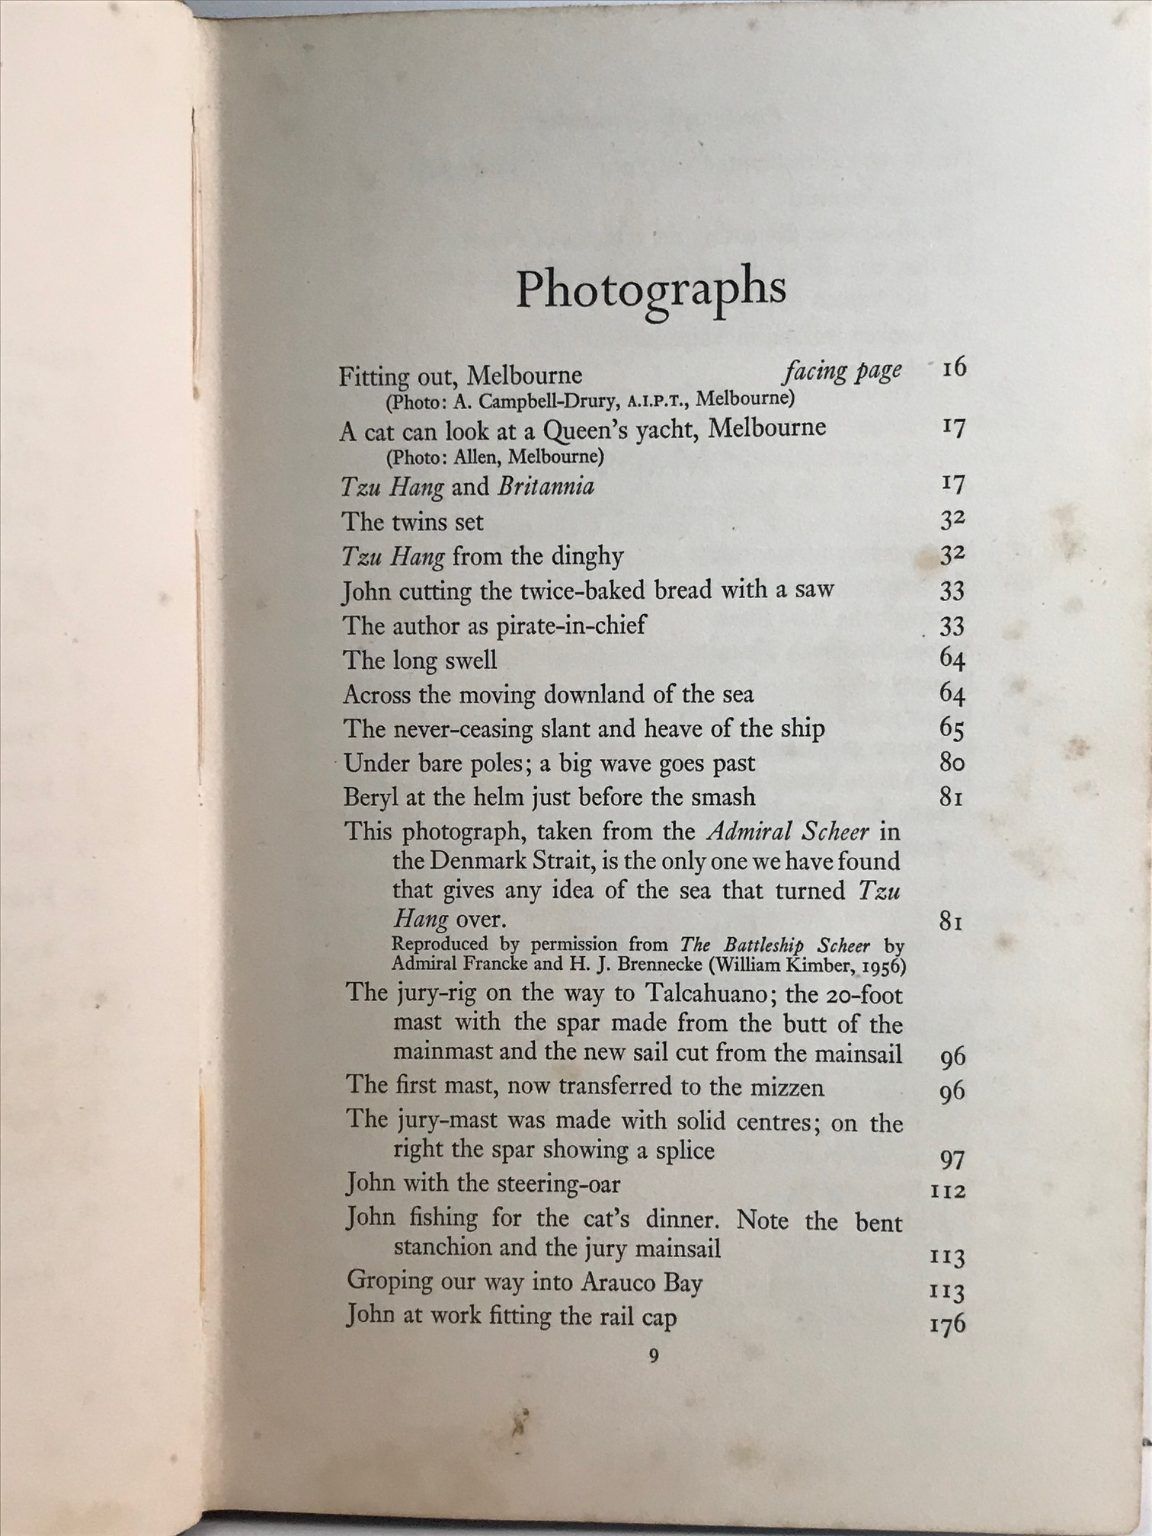 Photographs
Fitting out, Melbourne facing page 16
(Photo: A. Campbell-Drury, A.I.P.T., Melbourne)
A cat can look at a Queen's yacht, Melbourne 17
(Photo: Allen, Melbourne)
Tzu Hang and Britannia 17
The twins set 32
Tzu Hang from the dinghy 32
John cutting the twice-baked bread with a saw 33
The author as pirate-in-chief 33
The long swell 64
Across the moving downland of the sea 64
The never-ceasing slant and heave of the ship 65
Under bare poles; a big wave goes past 80
Beryl at the helm just before the smash 81
This photograph, taken from the Admiral Scheer in
the Denmark Strait, is the only one we have found
that gives any idea of the sea that turned Tzu
Hang over. 81
Reproduced by permission from The Battleship Scheer by
Admiral Francke and H. J. Brennecke (William Kimber, 1956)
The jury-rig on the way to Talcahuano; the 20-foot
mast with the spar made from the butt of the
mainmast and the new sail cut from the mainsail 96
The first mast, now transferred to the mizzen 96
The jury-mast was made with solid centres; on the
right the spar showing a splice 97
John with the steering-oar 112
John fishing for the cat's dinner. Note the bent
stanchion and the jury mainsail 113
Groping our way into Arauco Bay 113
John at work fitting the rail cap 176
9